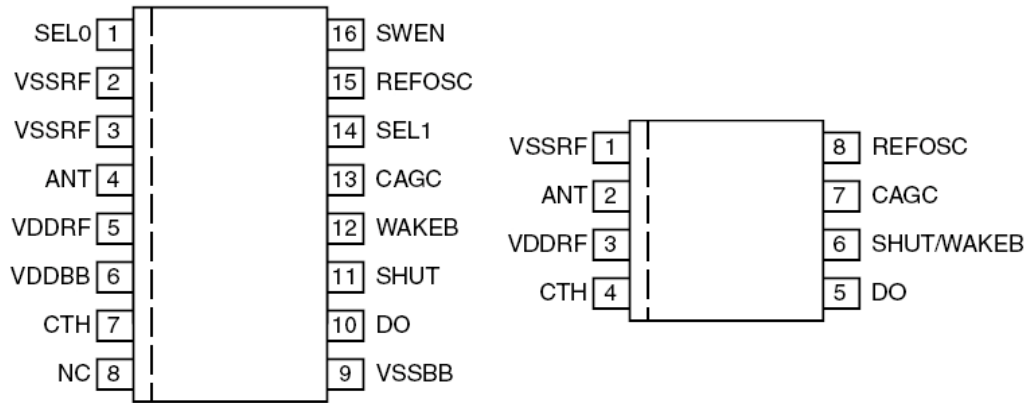 SEL0 1
VSSRF 2
VSSRF 3
ANT 4
VDDRF 5
VDDBB 6
CTH 7
NC 8
16 SWEN
15 REFOSC
14 SEL1
13 CAGC
12 WAKEB
11 SHUT
10 DO
9 VSSBB
VSSRF 1
ANT 2
VDDRF 3
CTH 4
8 REFOSC
7 CAGC
6 SHUT/WAKEB
5 DO